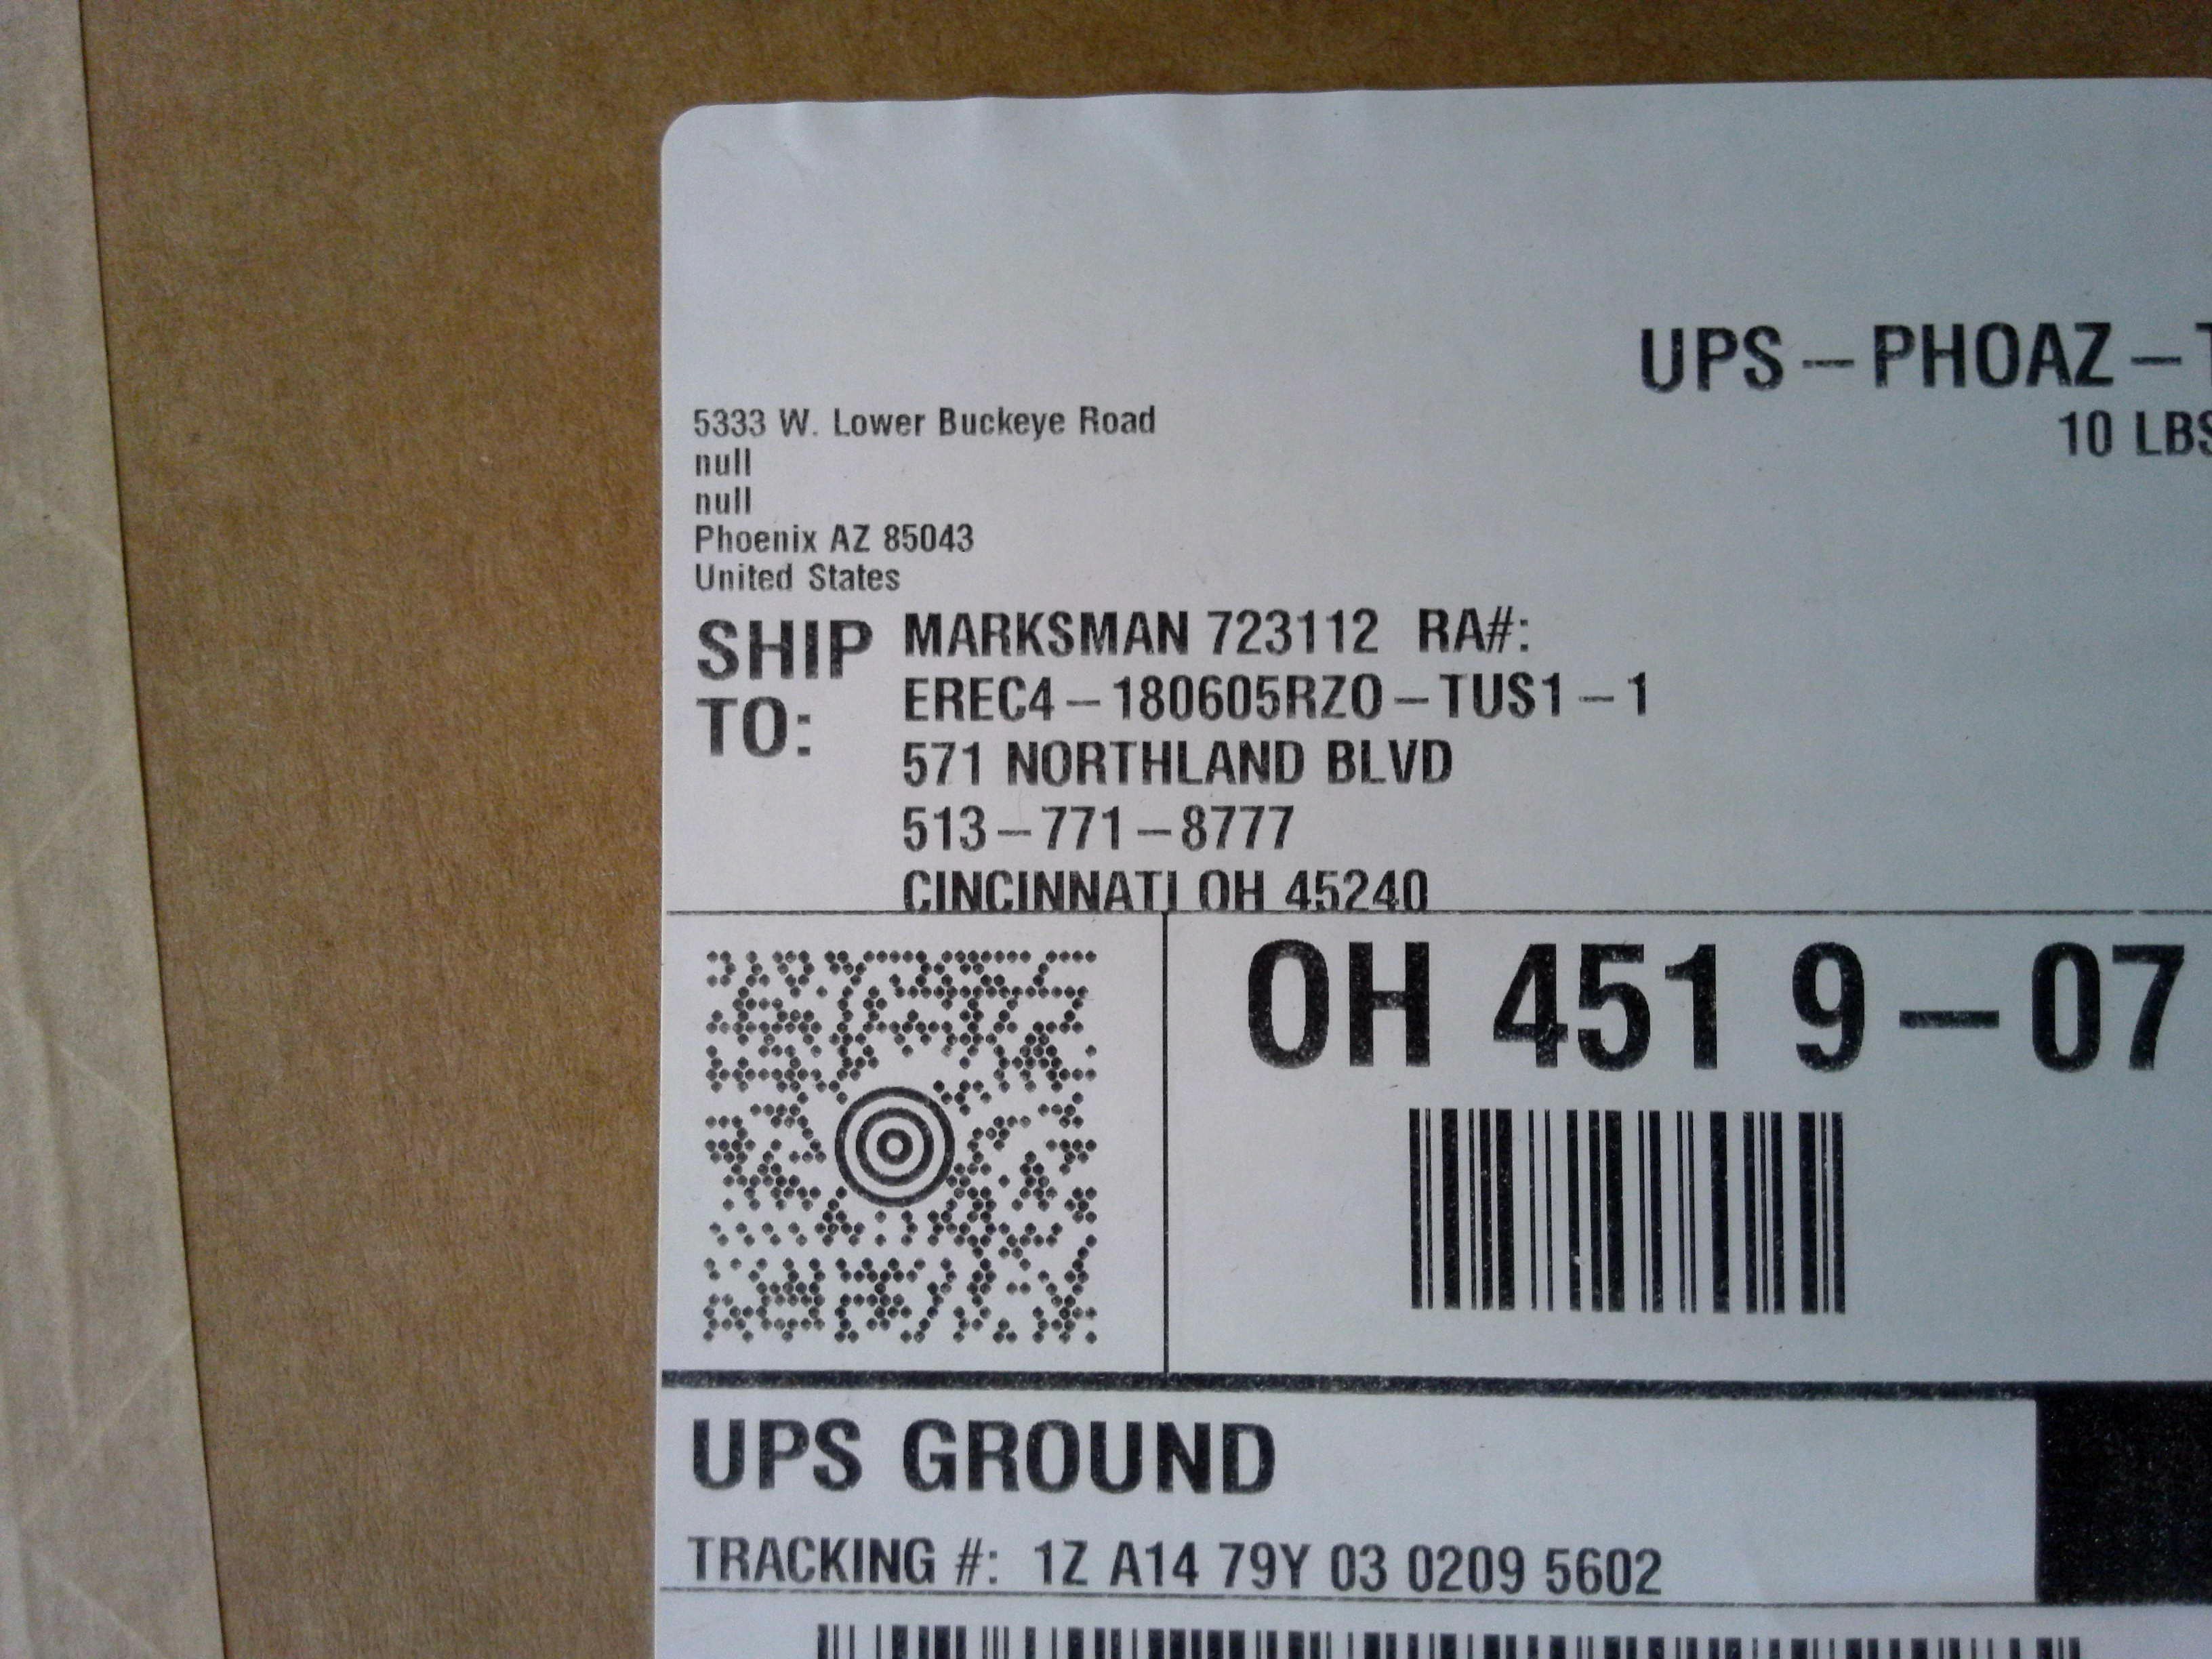 UPS – PHOAZ –
10 LBS
5333 W. Lower Buckeye Road
null
null
Phoenix AZ 85043
United States
SHIP TO:
MARKSMAN 723112 RA#:
EREC4 – 180605RZO – TUS1 – 1
571 NORTHLAND BLVD
513 – 771 – 8777
CINCINNATI OH 45240
OH 451 9 – 07
UPS GROUND
TRACKING #: 1Z A14 79Y 03 0209 5602